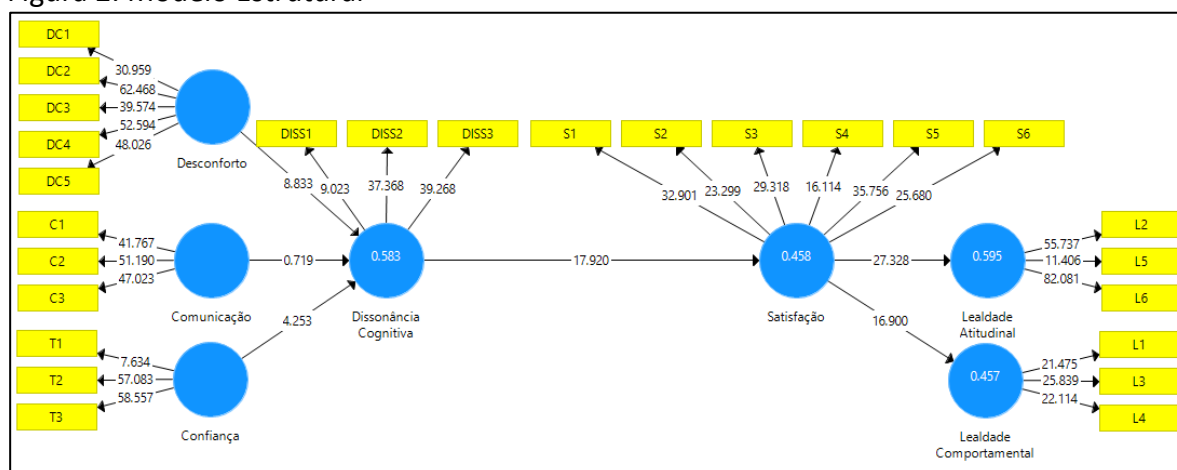 Figura 2: Modelo Estrutural
DC1
DC2
DC3
DC4
DC5
30.959
62.468
39.574
52.594
48.026
Desconforto
8.833
C1
C2
C3
41.767
51.190
47.023
Comunicação
0.719
T1
T2
T3
7.634
57.083
58.557
Confiança
4.253
DISS1
DISS2
DISS3
9.023
37.368
39.268
0.583
Dissonância
Cognitiva
17.920
S1
S2
S3
S4
S5
S6
32.901
23.299
29.318
16.114
35.756
25.680
0.458
Satisfação
27.328
16.900
0.595
Lealdade
Atitudinal
55.737
11.406
82.081
L2
L5
L6
0.457
Lealdade
Comportamental
21.475
25.839
22.114
L1
L3
L4